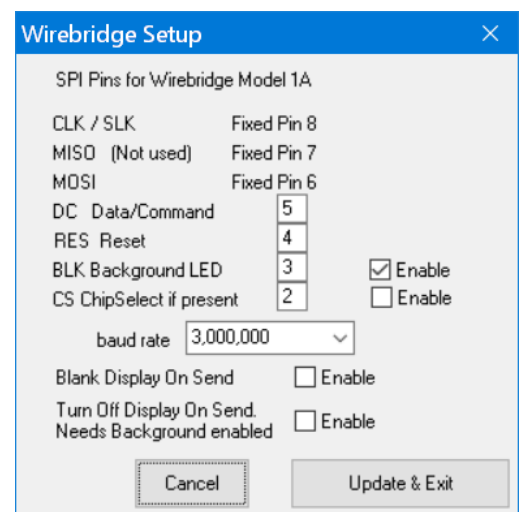 Wirebridge Setup
SPI Pins for Wirebridge Model 1A
CLK / SLK Fixed Pin 8
MISO (Not used) Fixed Pin 7
MOSI Fixed Pin 6
DC Data/Command 5
RES Reset 4
BLK Background LED 3 Enable
CS ChipSelect if present 2 Enable
baud rate 3,000,000
Blank Display On Send Enable
Turn Off Display On Send.
Needs Background enabled Enable
Cancel Update & Exit